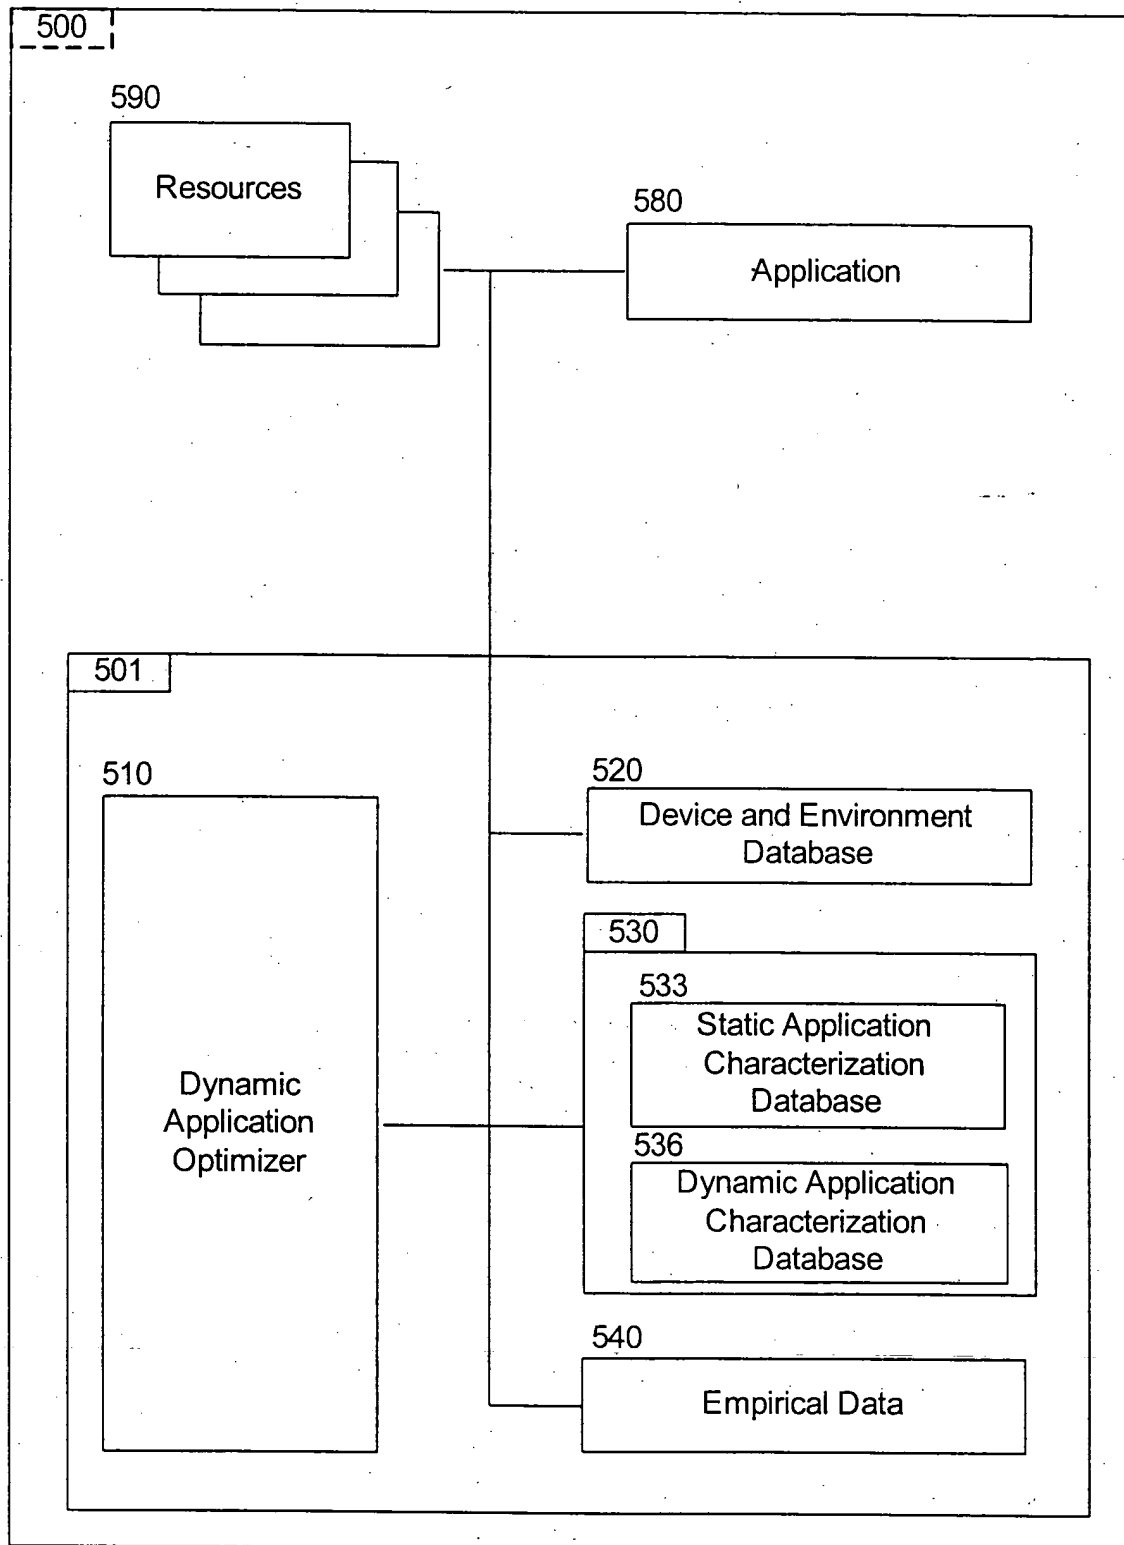 500
590
Resources
580
Application
501
510
Dynamic
Application
Optimizer
520
Device and Environment
Database
530
533
Static Application
Characterization
Database
536
Dynamic Application
Characterization
Database
540
Empirical Data